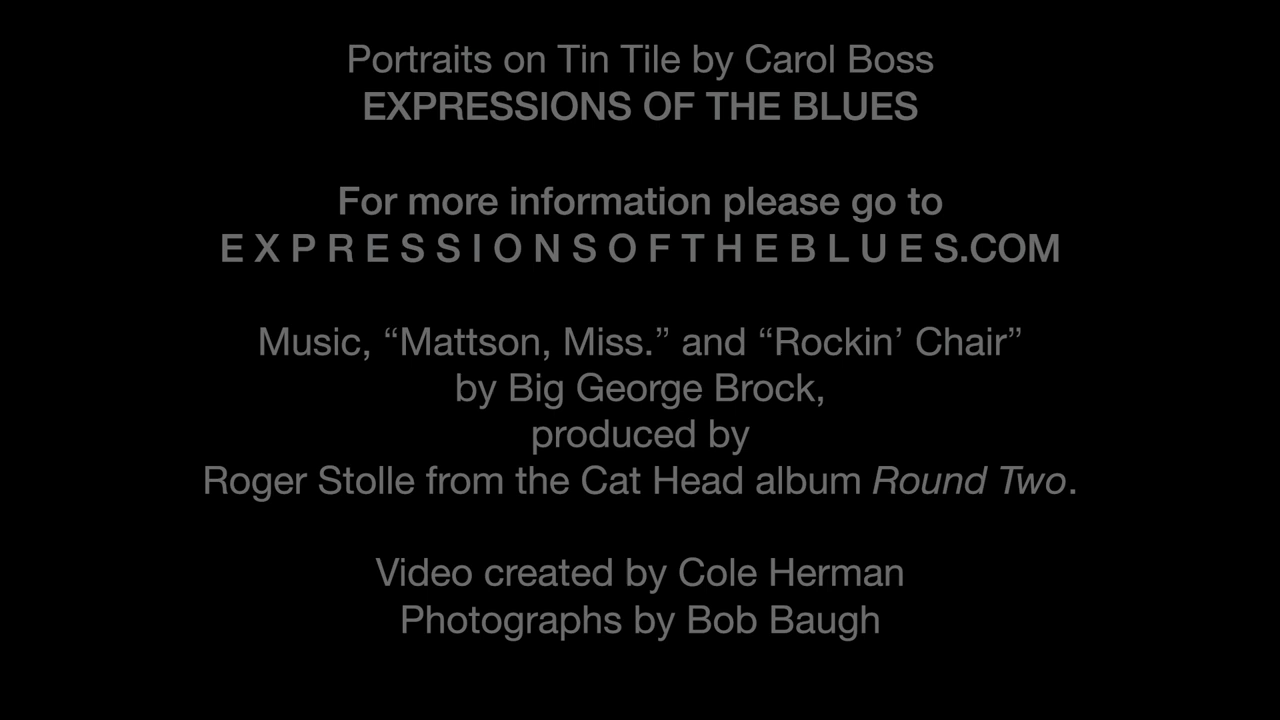 Portraits on Tin Tile by Carol Boss
EXPRESSIONS OF THE BLUES
For more information please go to
E X P R E S S I O N S O F T H E B L U E S.COM
Music, “Mattson, Miss.” and “Rockin’ Chair”
by Big George Brock,
produced by
Roger Stolle from the Cat Head album Round Two.
Video created by Cole Herman
Photographs by Bob Baugh